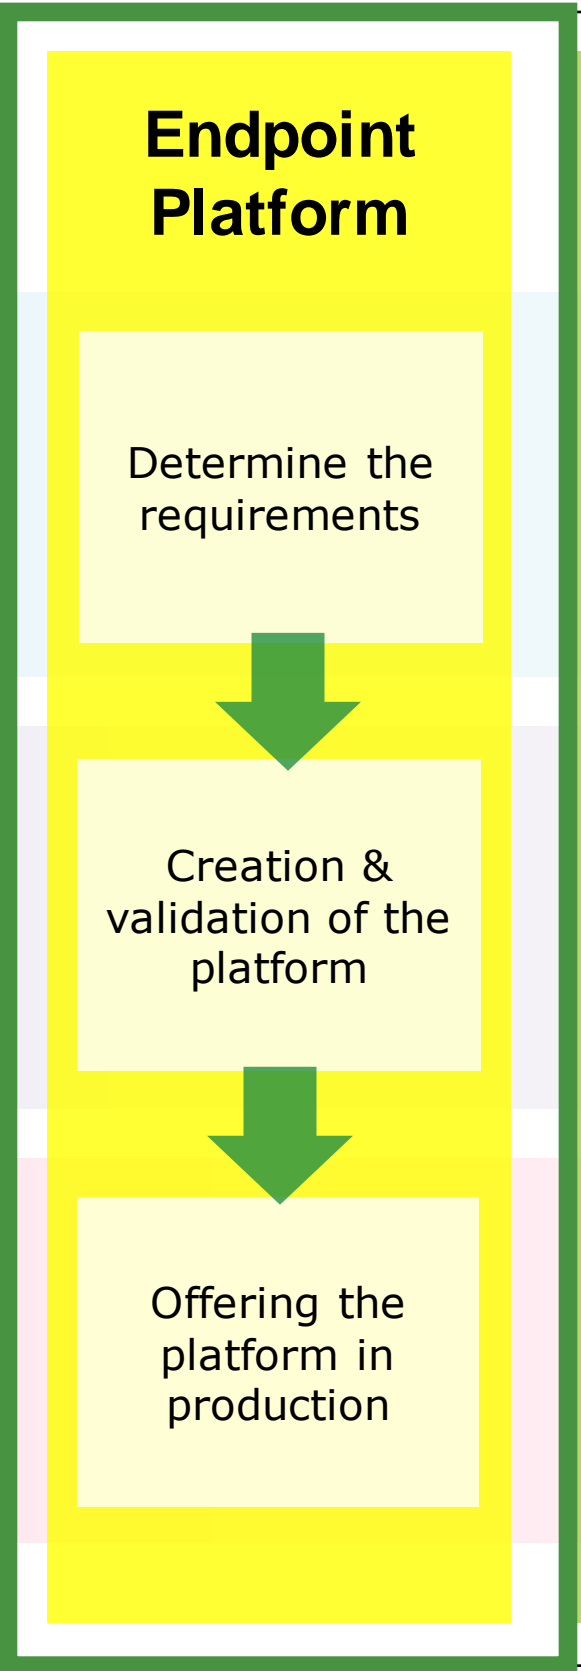 Endpoint
Platform
Determine the
requirements
Creation &
validation of the
platform
Offering the
platform in
production